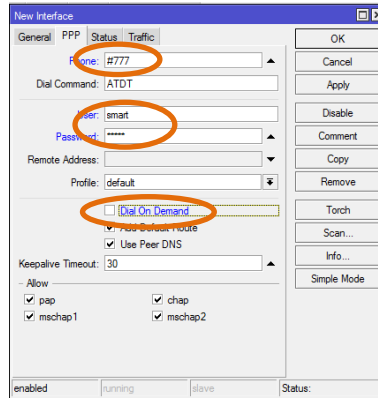 New Interface
General PPP Status Traffic
Phone: #777
Dial Command: ATDT
User: smart
Password: *****
Remote Address:
Profile: default
Dial On Demand
Add Default Route
Use Peer DNS
Keepalive Timeout: 30
Allow
pap chap
mschap1 mschap2
OK
Cancel
Apply
Disable
Comment
Copy
Remove
Torch
Scan...
Info...
Simple Mode
enabled running slave Status: